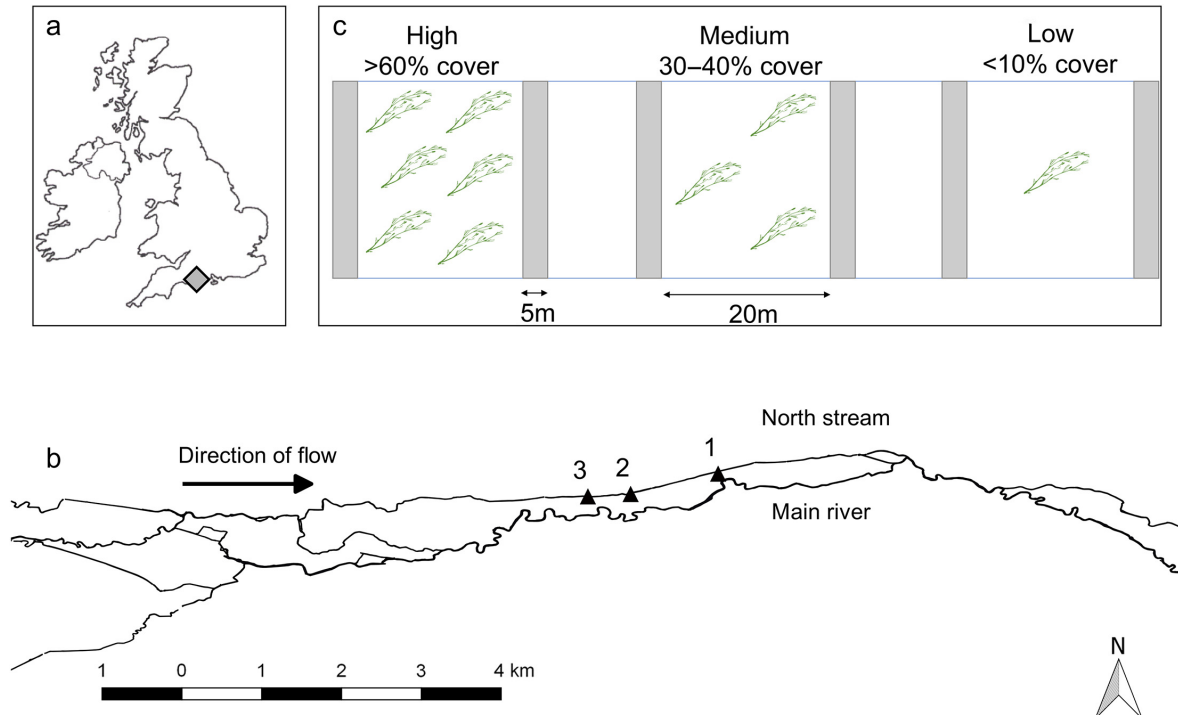 a
c
High
>60% cover
Medium
30–40% cover
Low
<10% cover
5m
20m
b
Direction of flow
North stream
Main river
3
2
1
1 0 1 2 3 4 km
N